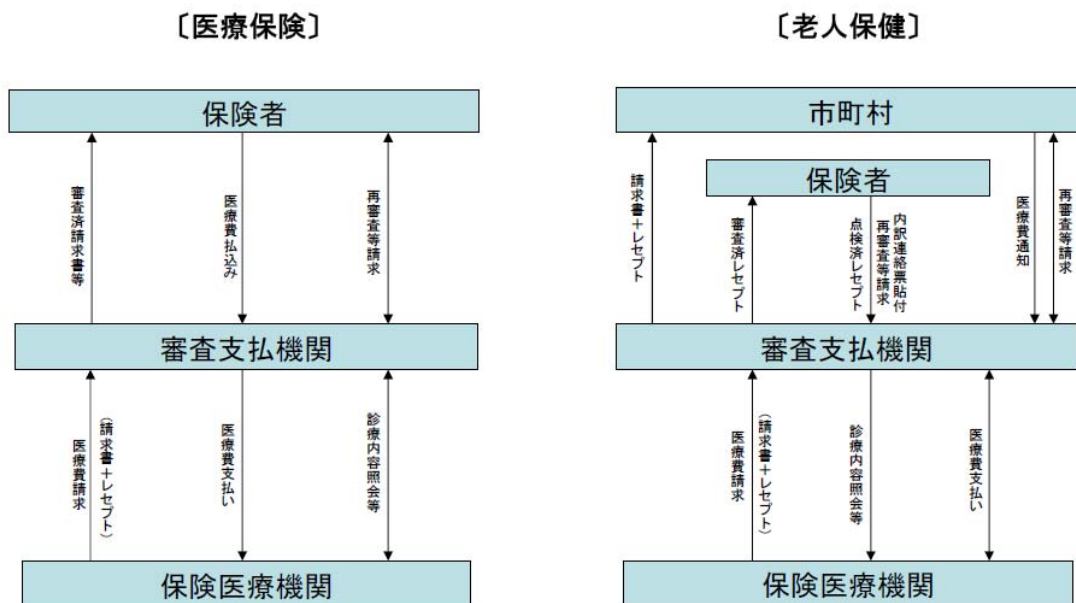 〔医療保険〕
保険者
審査済請求書等
医療費払込み
再審査等請求
審査支払機関
医療費請求
(請求書+レセプト)
医療費支払い
診療内容照会等
保険医療機関
〔老人保健〕
市町村
請求書+レセプト
保険者
審査済レセプト
点検済レセプト
再審査等請求
内訳連絡票貼付
医療費通知
再審査等請求
審査支払機関
医療費請求
(請求書+レセプト)
診療内容照会等
医療費支払い
保険医療機関